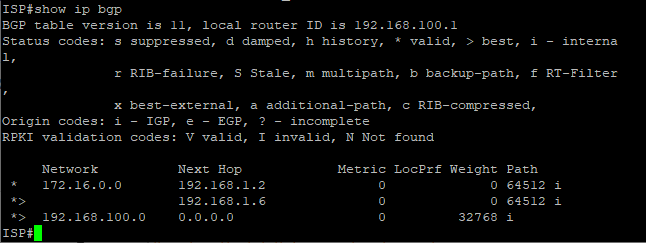 ISP#show ip bgp
BGP table version is 11, local router ID is 192.168.100.1
Status codes: s suppressed, d damped, h history, * valid, > best, i - interna
l,
              r RIB-failure, S Stale, m multipath, b backup-path, f RT-Filter
,
              x best-external, a additional-path, c RIB-compressed,
Origin codes: i - IGP, e - EGP, ? - incomplete
RPKI validation codes: V valid, I invalid, N Not found
     Network          Next Hop            Metric LocPrf Weight Path
 *   172.16.0.0       192.168.1.2              0             0 64512 i
 *>                   192.168.1.6              0             0 64512 i
 *>  192.168.100.0    0.0.0.0                  0         32768 i
ISP#